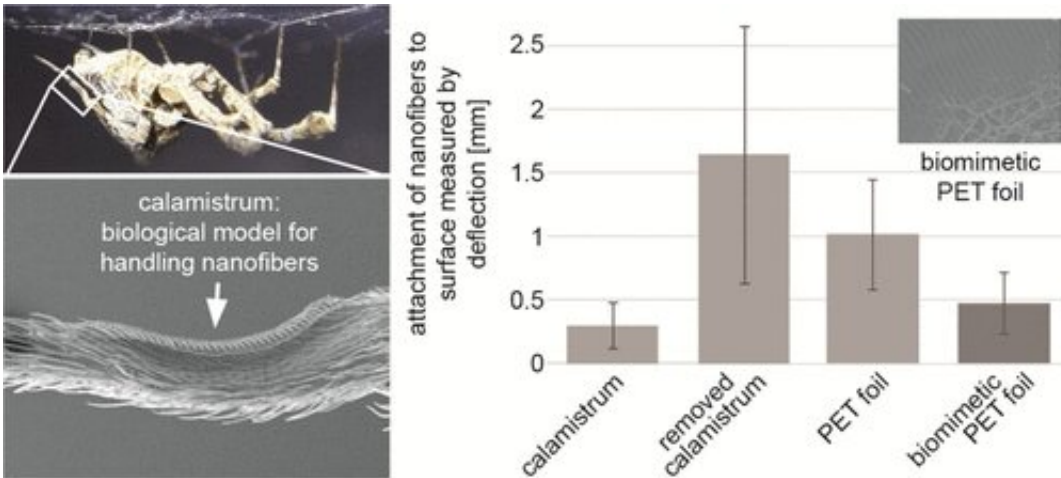 calamistrum:
biological model for
handling nanofibers
attachment of nanofibers to
surface measured by
deflection [mm]
2.5
2
1.5
1
0.5
0
biomimetic
PET foil
calamistrum
removed
calamistrum
PET foil
biomimetic
PET foil